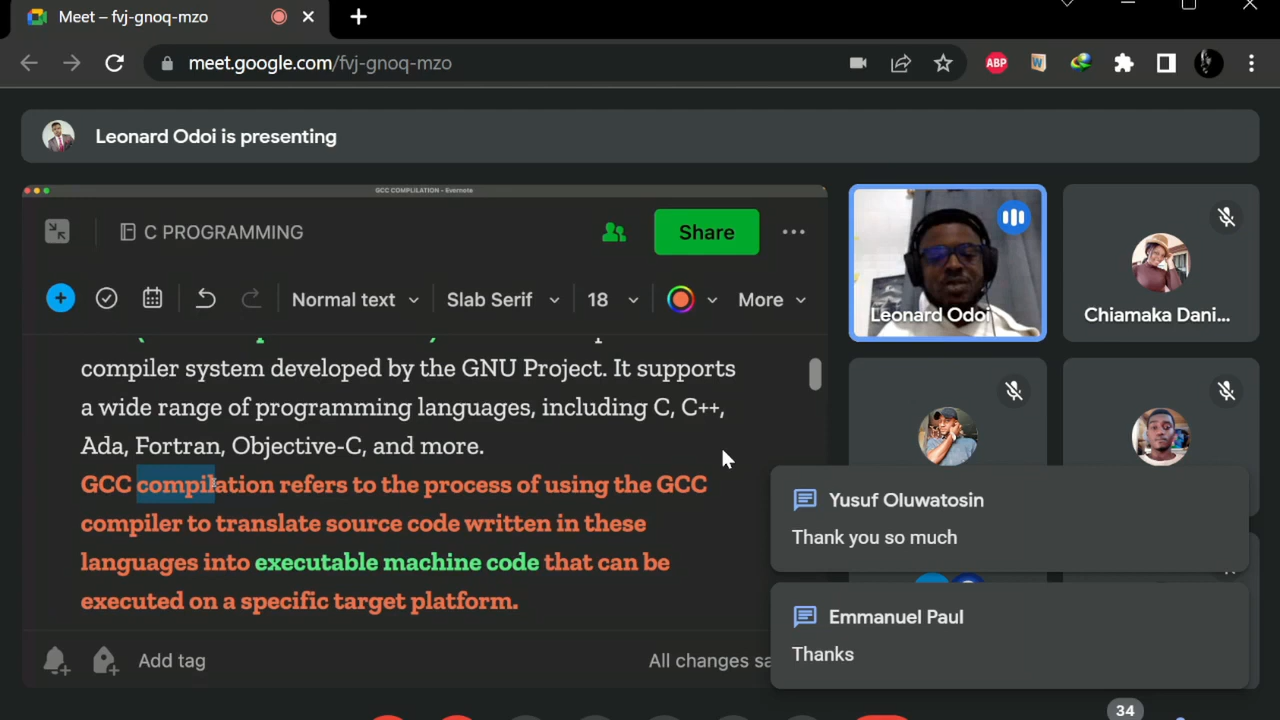 Meet – fvj-gnoq-mzo
meet.google.com/fvj-gnoq-mzo
ABP
W
Leonard Odoi is presenting
GCC COMPLILATION - Evernote
C PROGRAMMING
Share
Normal text
Slab Serif
18
More
compiler system developed by the GNU Project. It supports
a wide range of programming languages, including C, C++,
Ada, Fortran, Objective-C, and more.
GCC compilation refers to the process of using the GCC
compiler to translate source code written in these
languages into executable machine code that can be
executed on a specific target platform.
Add tag
All changes sa
Leonard Odoi
Chiamaka Dani...
Yusuf Oluwatosin
Thank you so much
Emmanuel Paul
Thanks
34